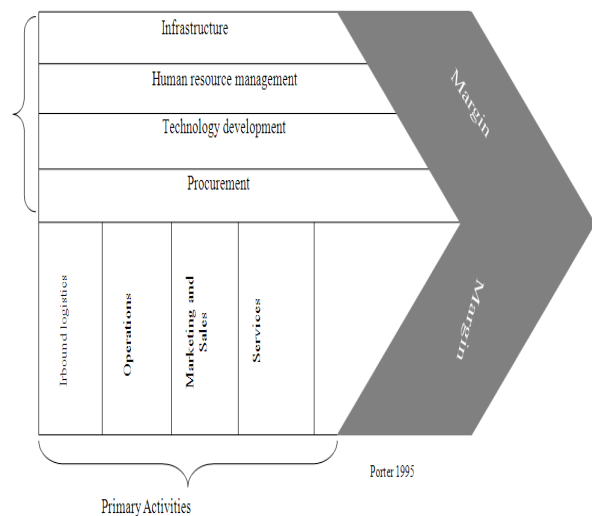 Infrastructure
Human resource management
Technology development
Procurement
Margin
Margin
Inbound logistics
Operations
Marketing and
Sales
Services
Porter 1995
Primary Activities